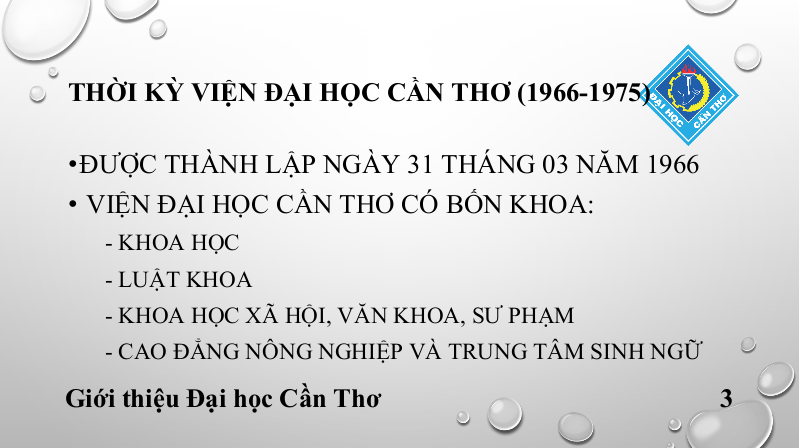 THỜI KỲ VIỆN ĐẠI HỌC CẦN THƠ (1966-1975)
ĐẠI HỌC CẦN THƠ
•ĐƯỢC THÀNH LẬP NGÀY 31 THÁNG 03 NĂM 1966
• VIỆN ĐẠI HỌC CẦN THƠ CÓ BỐN KHOA:
- KHOA HỌC
- LUẬT KHOA
- KHOA HỌC XÃ HỘI, VĂN KHOA, SƯ PHẠM
- CAO ĐẲNG NÔNG NGHIỆP VÀ TRUNG TÂM SINH NGỮ
Giới thiệu Đại học Cần Thơ 3